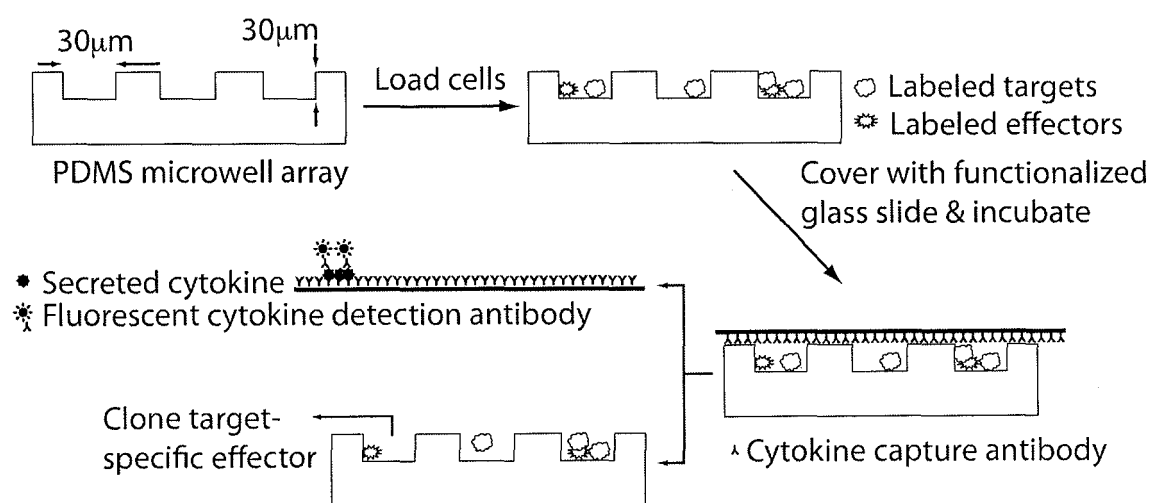 30μm
30μm
PDMS microwell array
Load cells
Labeled targets
Labeled effectors
Cover with functionalized
glass slide & incubate
Secreted cytokine
Fluorescent cytokine detection antibody
Cytokine capture antibody
Clone target-
specific effector